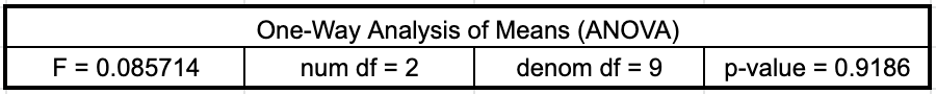 One-Way Analysis of Means (ANOVA)
F = 0.085714 num df = 2 denom df = 9 p-value = 0.9186